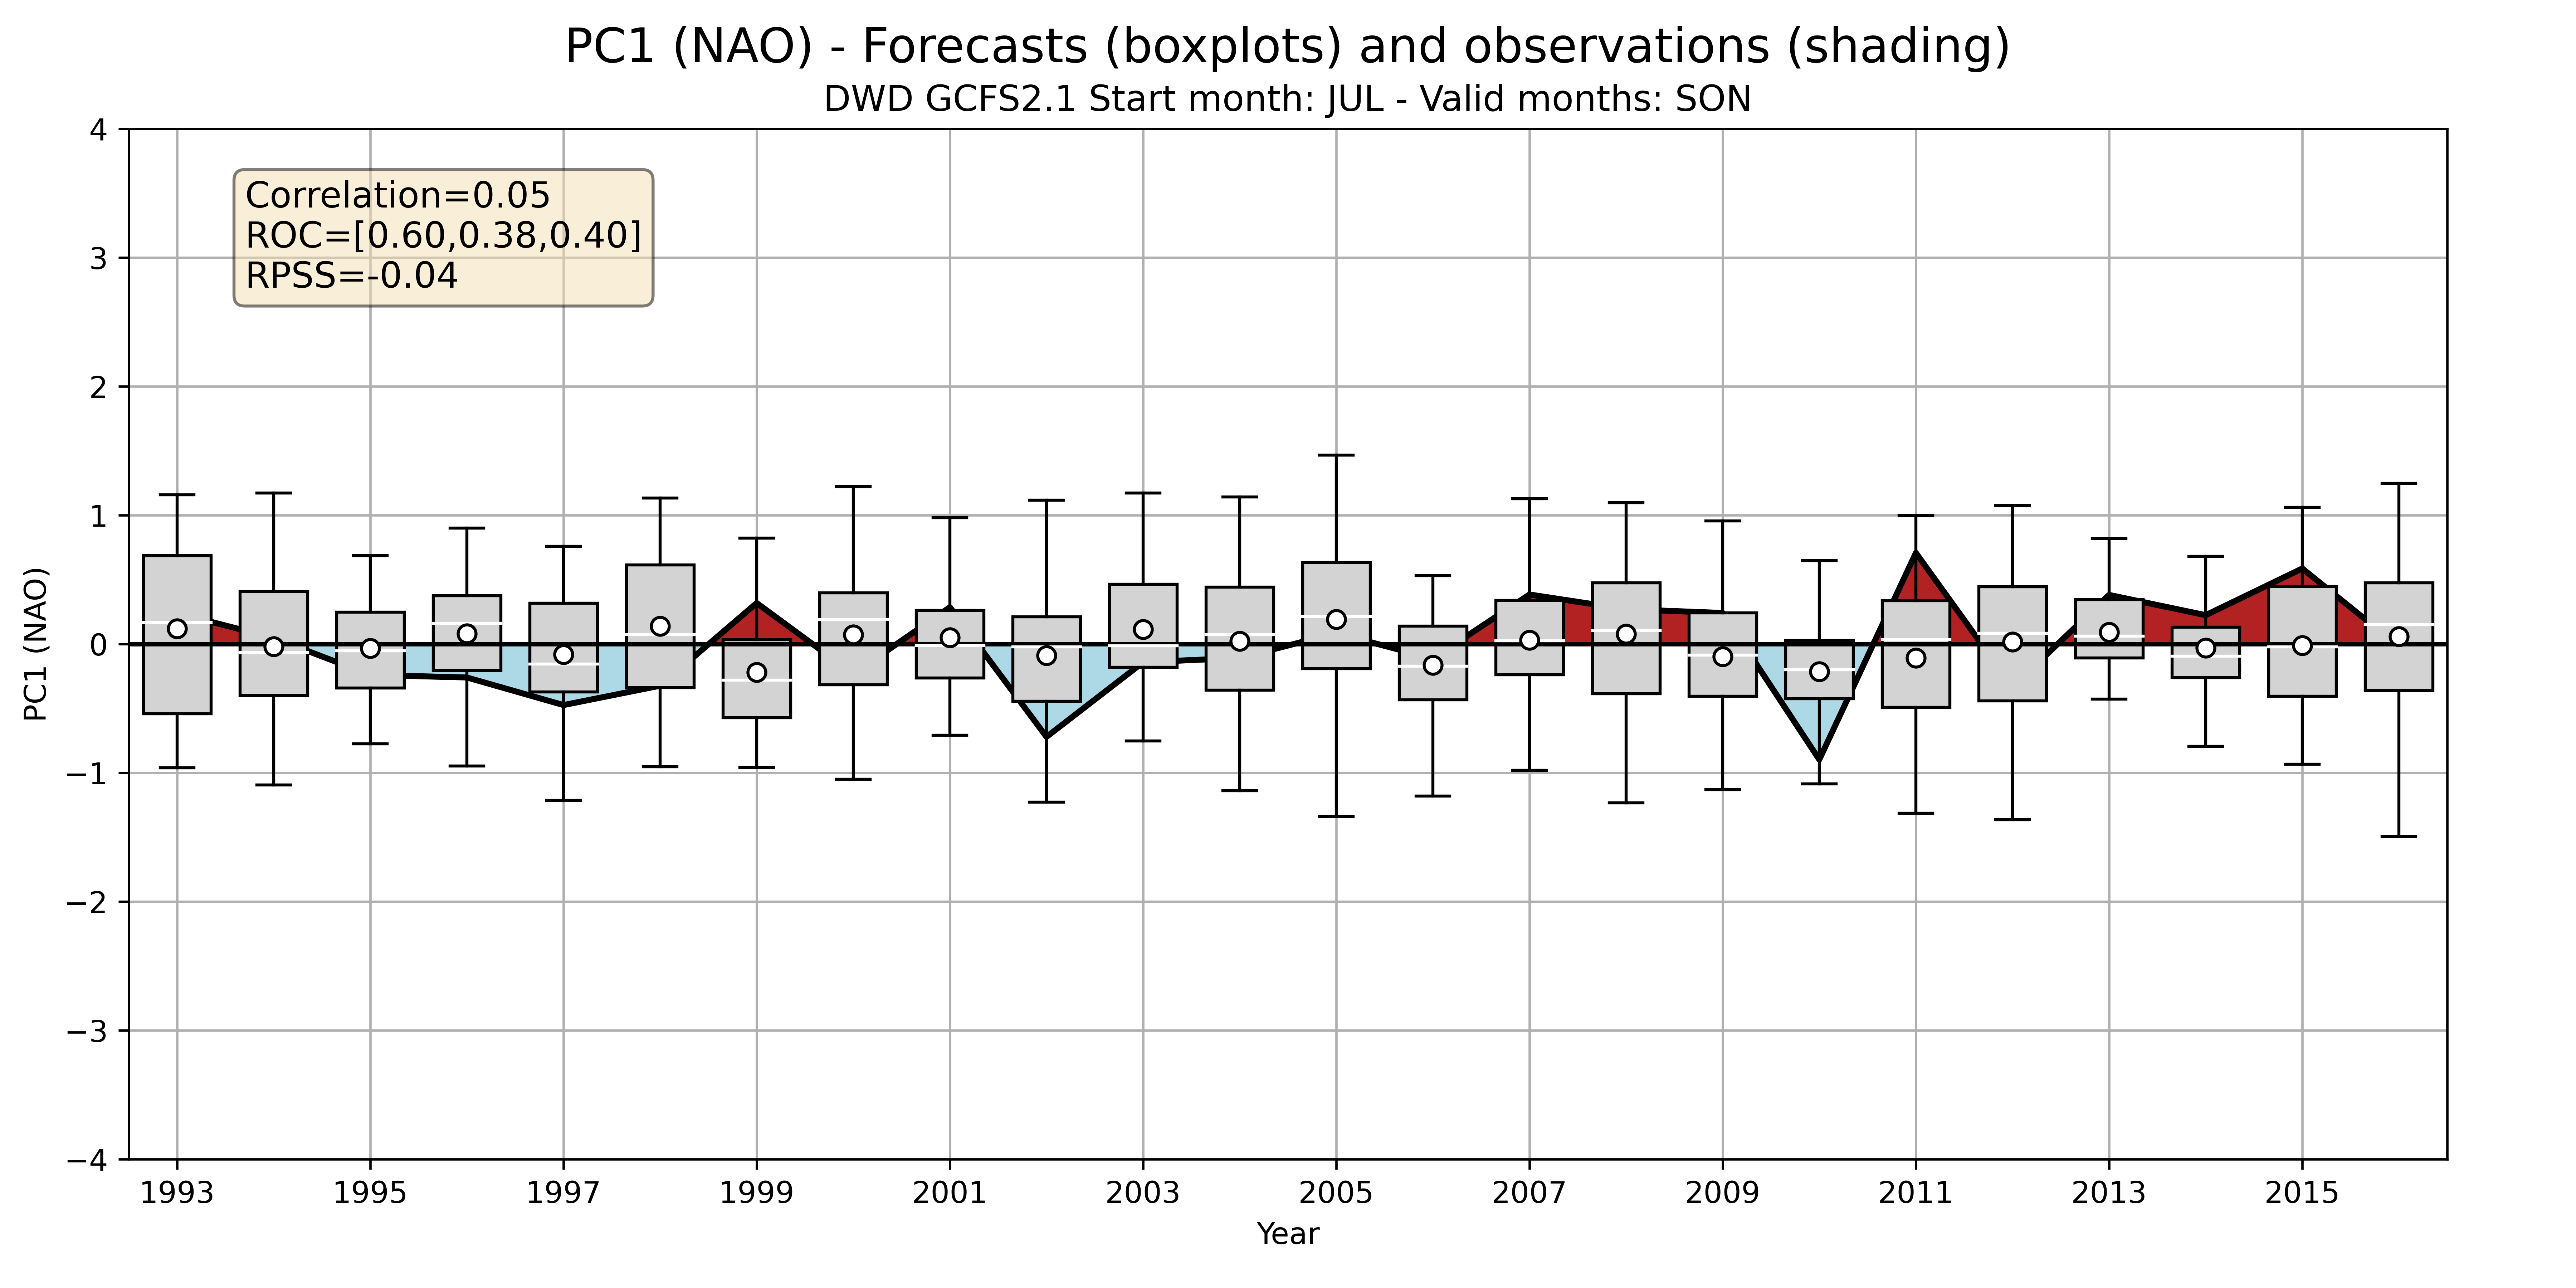 PC1 (NAO) - Forecasts (boxplots) and observations (shading)
DWD GCFS2.1 Start month: JUL - Valid months: SON
Correlation=0.05
ROC=[0.60,0.38,0.40]
RPSS=-0.04
PC1 (NAO)
4
3
2
1
0
−1
−2
−3
−4
1993 1995 1997 1999 2001 2003 2005 2007 2009 2011 2013 2015
Year